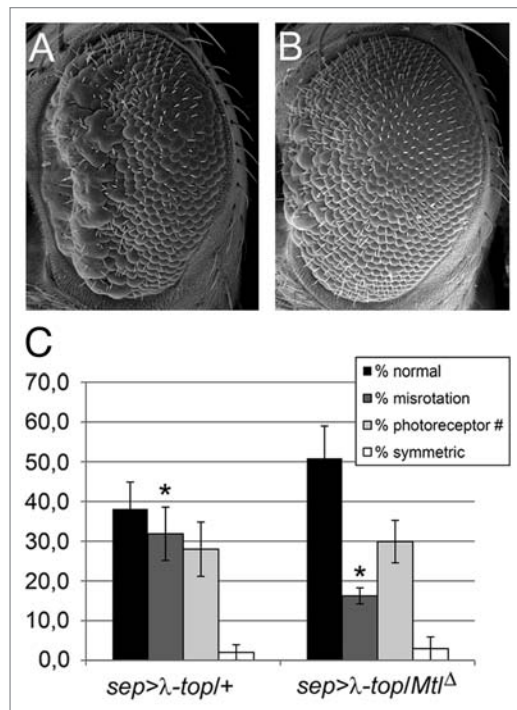 A
B
C
% normal
% misrotation
% photoreceptor #
% symmetric
70,0
60,0
50,0
40,0
30,0
20,0
10,0
0,0
*
*
sep>λ-top/+
sep>λ-top/MtlΔ